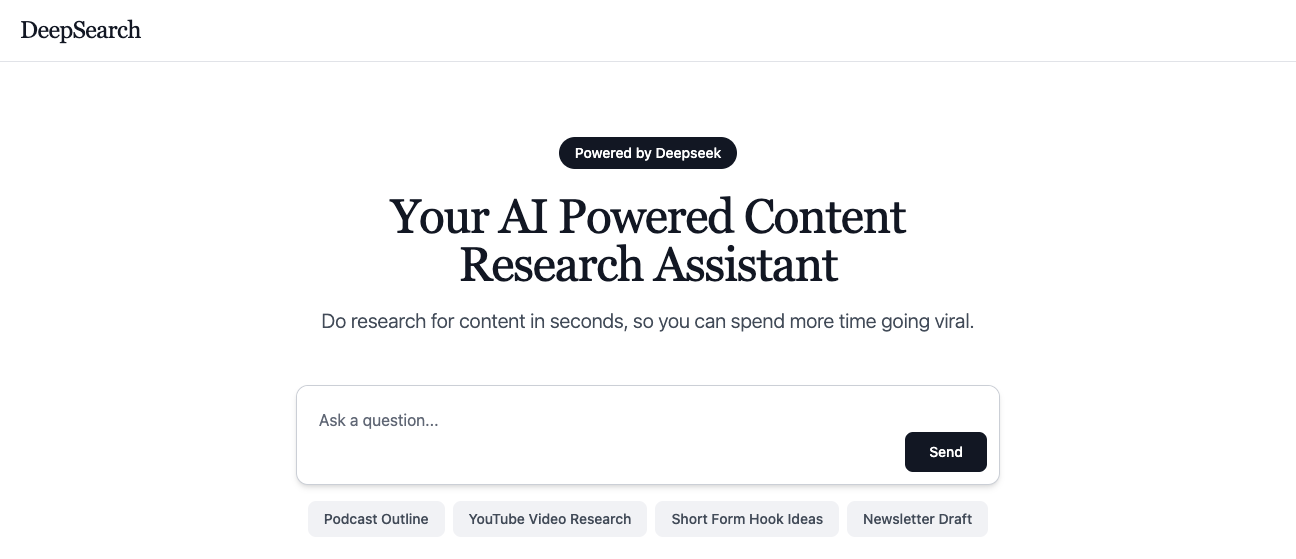 DeepSearch
Powered by Deepseek
Your AI Powered Content
Research Assistant
Do research for content in seconds, so you can spend more time going viral.
Ask a question...
Send
Podcast Outline
YouTube Video Research
Short Form Hook Ideas
Newsletter Draft